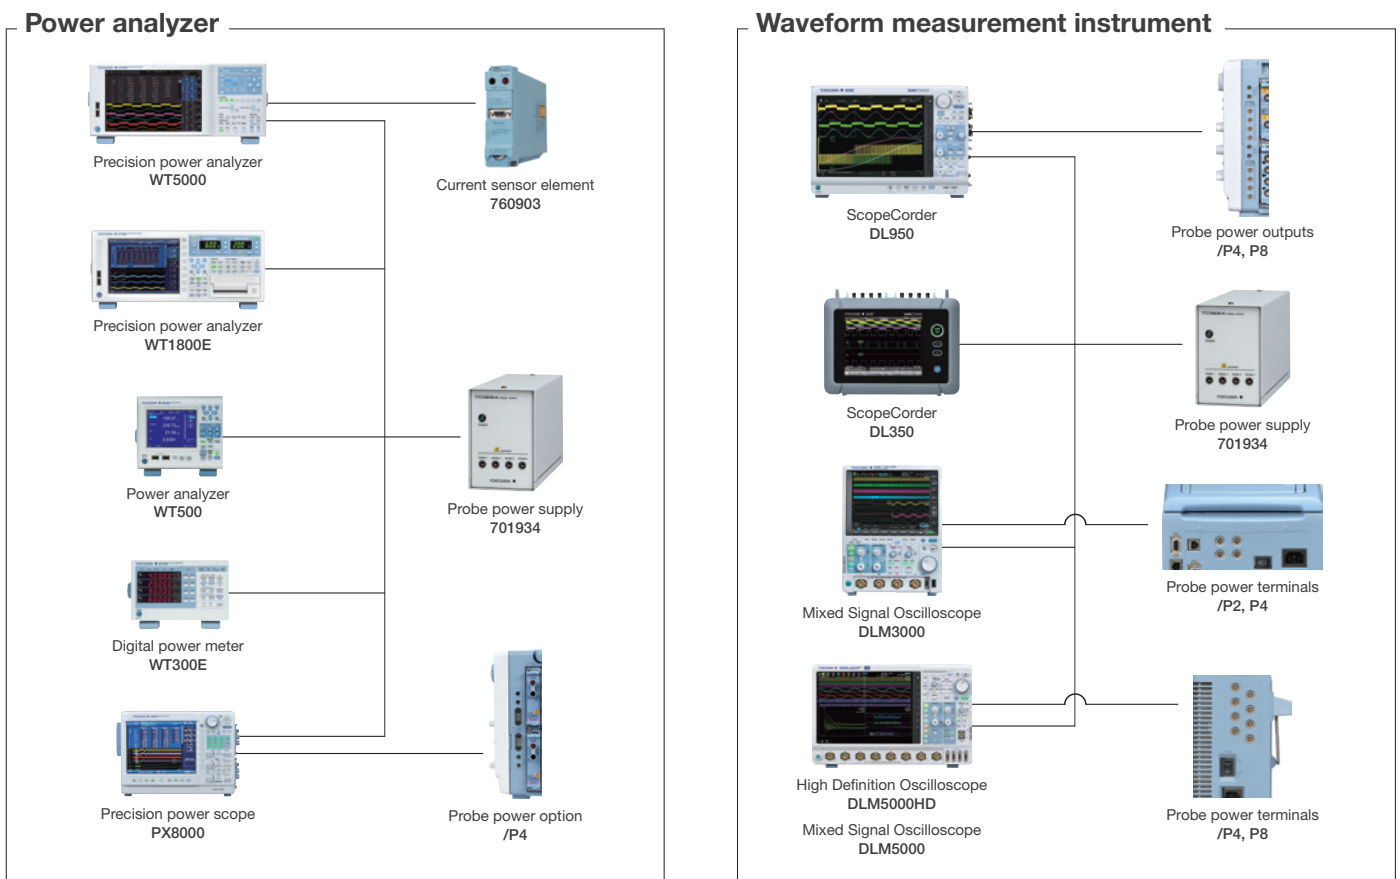 Power analyzer
Precision power analyzer
WT5000
Current sensor element
760903
Precision power analyzer
WT1800E
Power analyzer
WT500
Probe power supply
701934
Digital power meter
WT300E
Precision power scope
PX8000
Probe power option
/P4
Waveform measurement instrument
ScopeCorder
DL950
Probe power outputs
/P4, P8
ScopeCorder
DL350
Probe power supply
701934
Mixed Signal Oscilloscope
DLM3000
Probe power terminals
/P2, P4
High Definition Oscilloscope
DLM5000HD
Mixed Signal Oscilloscope
DLM5000
Probe power terminals
/P4, P8